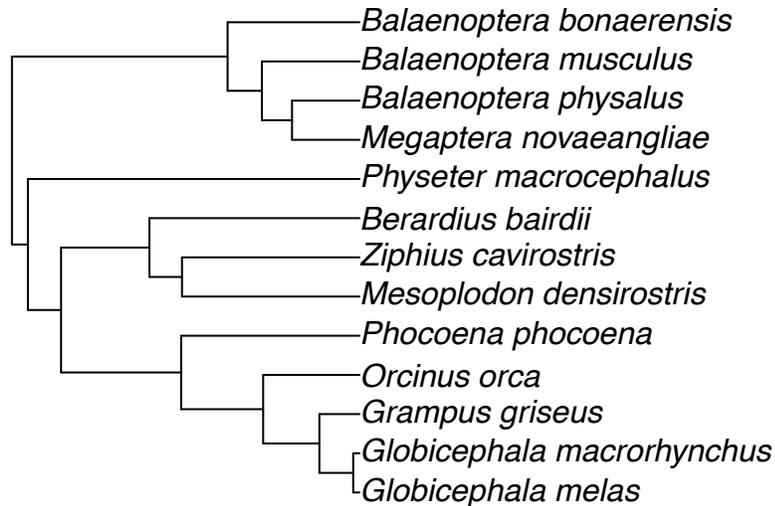 Balaenoptera bonaerensis
Balaenoptera musculus
Balaenoptera physalus
Megaptera novaeangliae
Physeter macrocephalus
Berardius bairdii
Ziphius cavirostris
Mesoplodon densirostris
Phocoena phocoena
Orcinus orca
Grampus griseus
Globicephala macrorhynchus
Globicephala melas